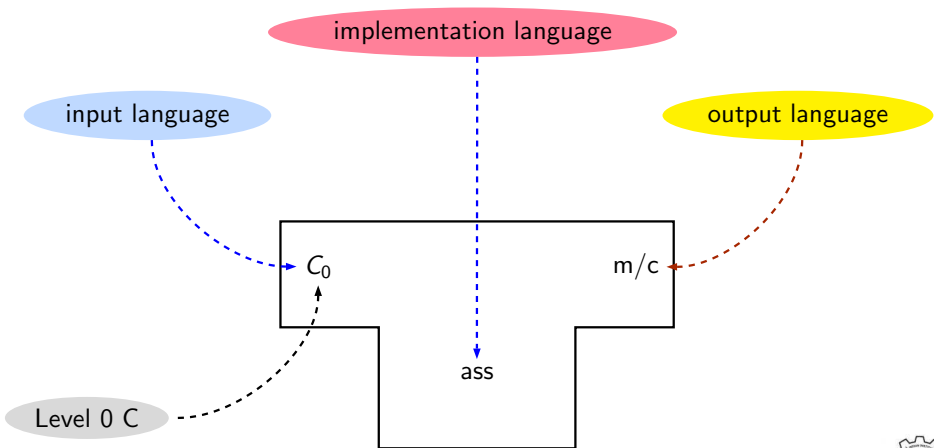 implementation language
input language
output language
C₀
m/c
ass
Level 0 C